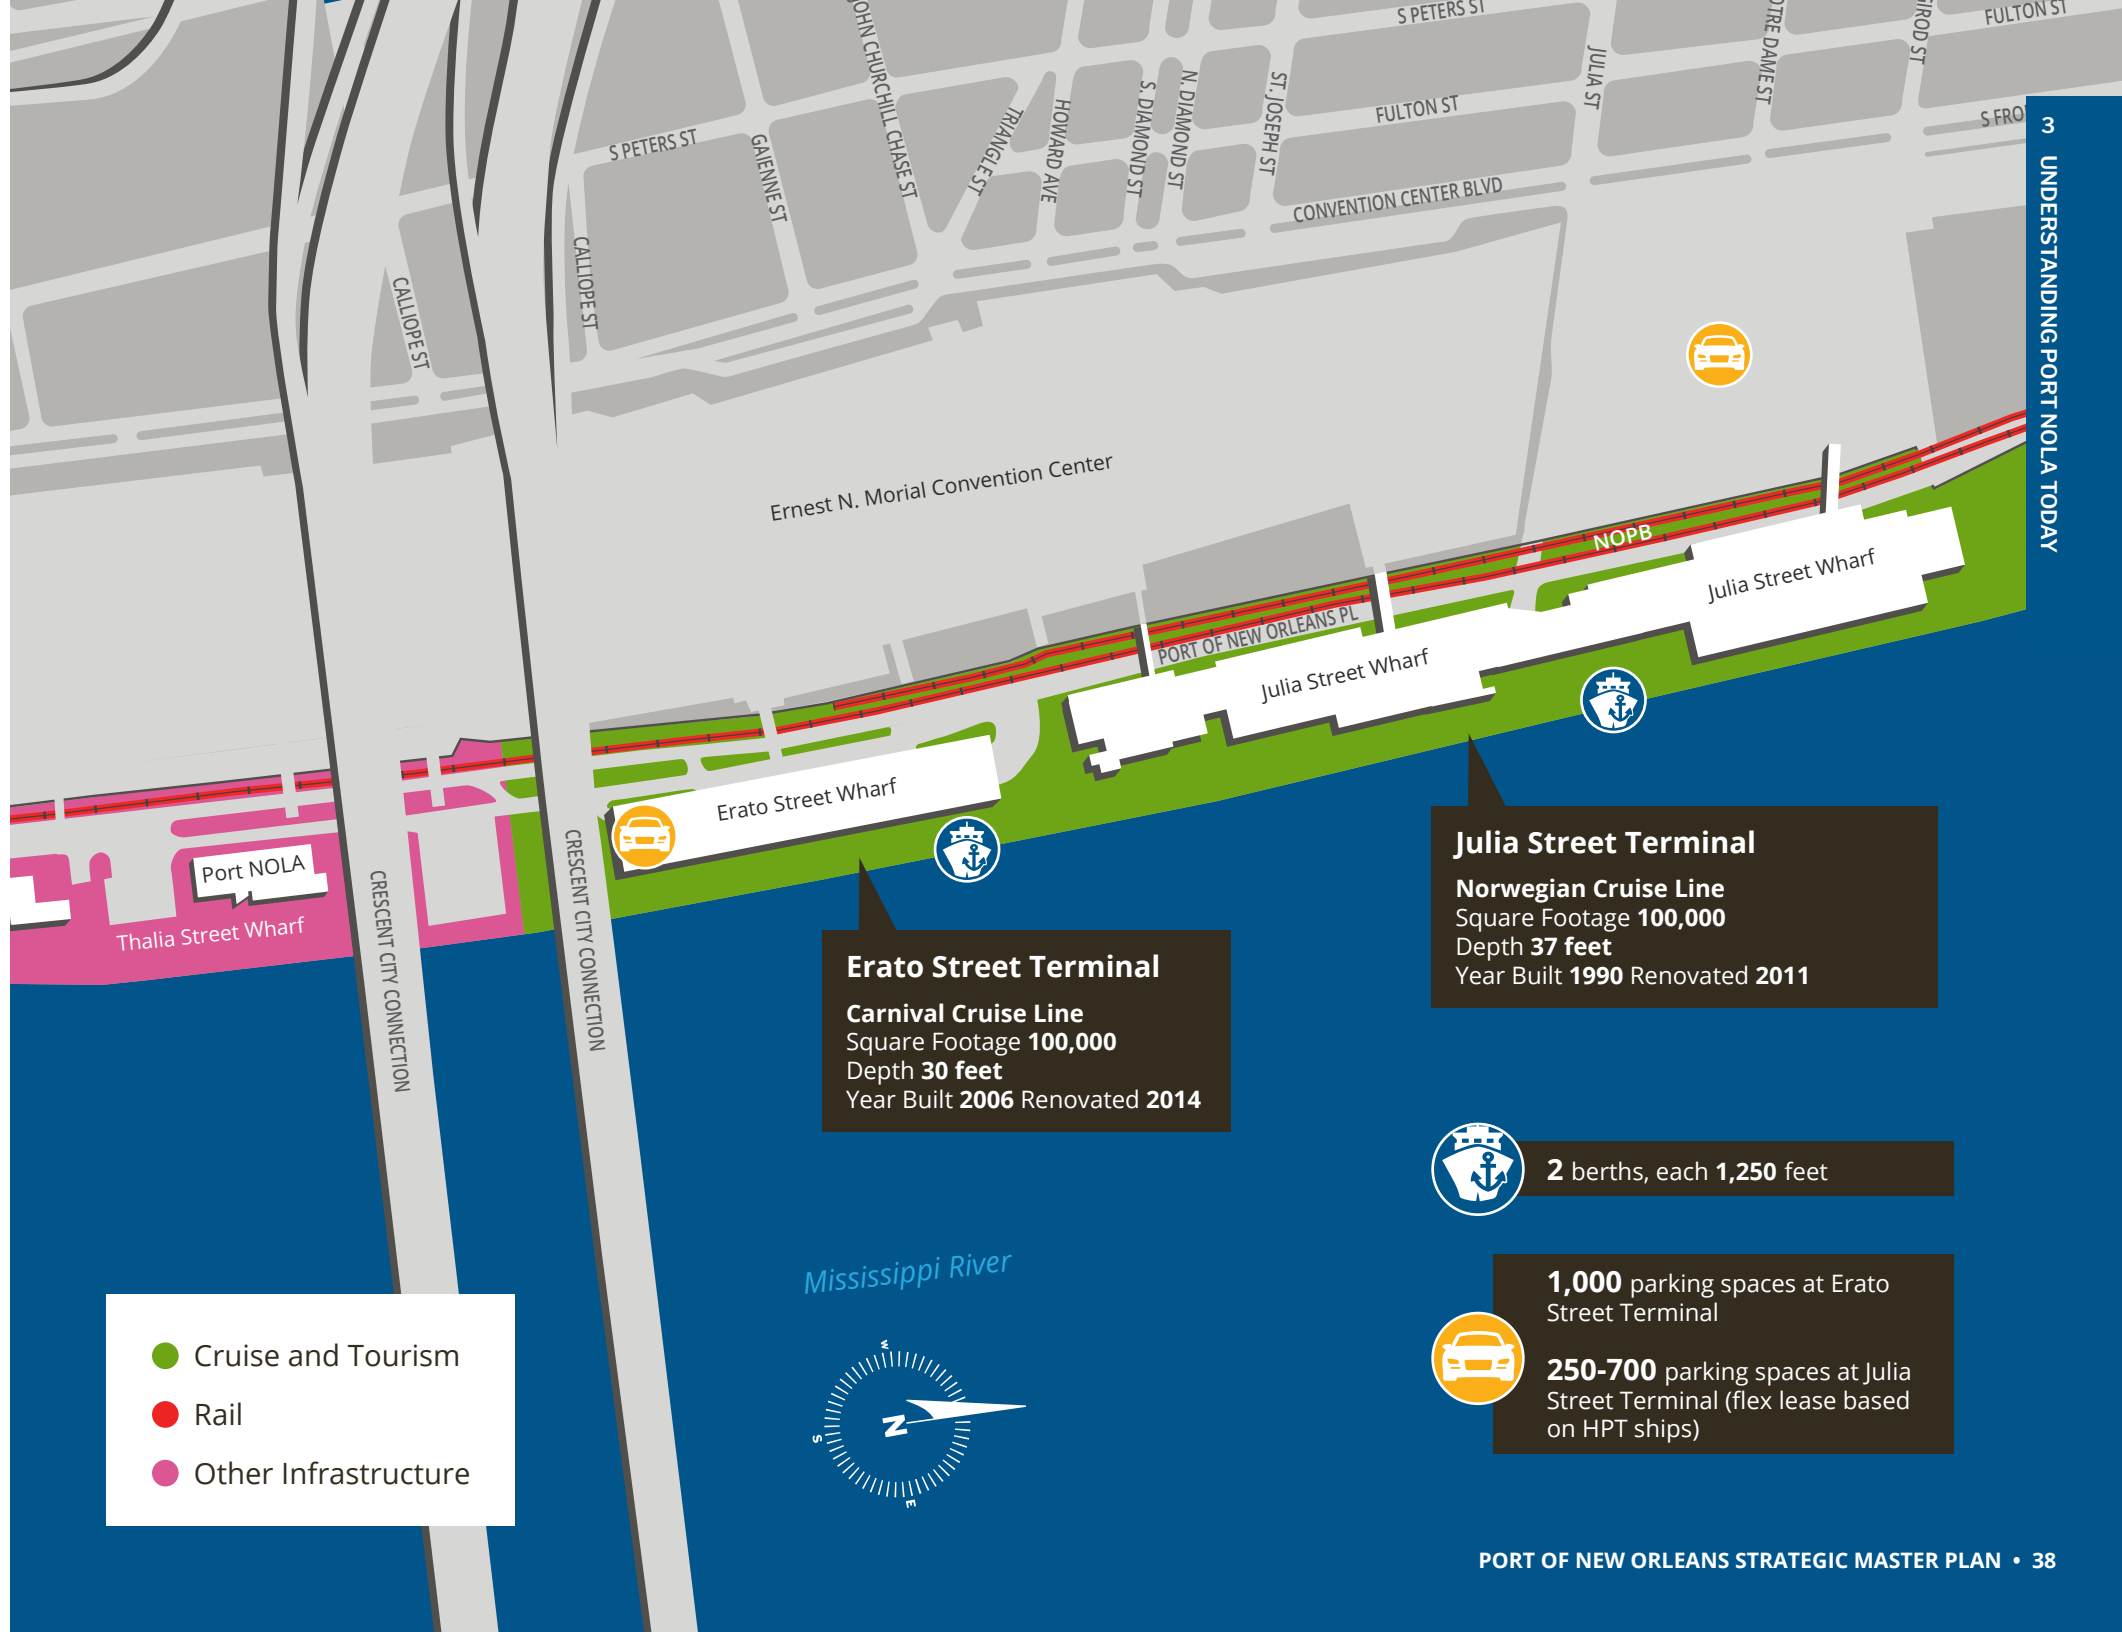 S PETERS ST
FULTON ST
JOHN CHURCHILL CHASE ST
JULIA ST
S PETERS ST
GAIENNE ST
TRIANGLE ST
HOWARD AVE
S. DIAMOND ST
N. DIAMOND ST
ST. JOSEPH ST
FULTON ST
CONVENTION CENTER BLVD
CALLIOPE ST
CALLIOPE ST
3 UNDERSTANDING PORT NOLA TODAY
Ernest N. Morial Convention Center
NOPB
PORT OF NEW ORLEANS PL
Julia Street Wharf
Julia Street Wharf
Erato Street Wharf
Port NOLA
Thalia Street Wharf
CRESCENT CITY CONNECTION
CRESCENT CITY CONNECTION
Julia Street Terminal
Norwegian Cruise Line
Square Footage 100,000
Depth 37 feet
Year Built 1990 Renovated 2011
Erato Street Terminal
Carnival Cruise Line
Square Footage 100,000
Depth 30 feet
Year Built 2006 Renovated 2014
2 berths, each 1,250 feet
1,000 parking spaces at Erato
Street Terminal
250-700 parking spaces at Julia
Street Terminal (flex lease based
on HPT ships)
Mississippi River
W
N
S
E
Cruise and Tourism
Rail
Other Infrastructure
PORT OF NEW ORLEANS STRATEGIC MASTER PLAN • 38